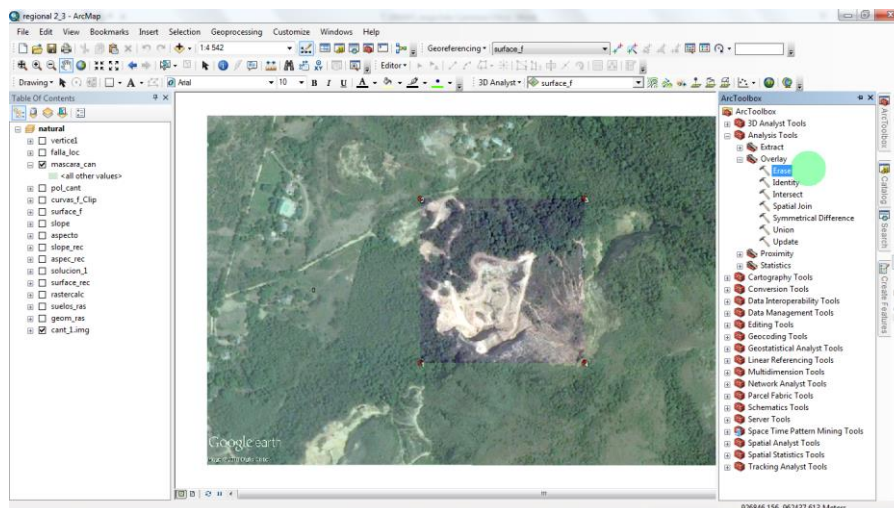 regional 2_3 - ArcMap
File Edit View Bookmarks Insert Selection Geoprocessing Customize Windows Help
1:4 542
Georeferencing
surface_f
Editor
Drawing
Arial
10
B I U A
3D Analyst
surface_f
Table Of Contents
natural
vertice1
falla_loc
mascara_can
<all other values>
pol_cant
curvas_f_Clip
surface_f
slope
aspecto
slope_rec
aspec_rec
solucion_1
surface_rec
rastercalc
suelos_ras
geom_ras
cant_1.img
Google earth
ArcToolbox
ArcToolbox
3D Analyst Tools
Analysis Tools
Extract
Overlay
Erase
Identity
Intersect
Spatial Join
Symmetrical Difference
Union
Update
Proximity
Statistics
Cartography Tools
Conversion Tools
Data Interoperability Tools
Data Management Tools
Editing Tools
Geocoding Tools
Geostatistical Analyst Tools
Linear Referencing Tools
Multidimension Tools
Network Analyst Tools
Parcel Fabric Tools
Schematics Tools
Server Tools
Space Time Pattern Mining Tools
Spatial Analyst Tools
Spatial Statistics Tools
Tracking Analyst Tools
ArcToolbox
Catalog
Search
Create Features